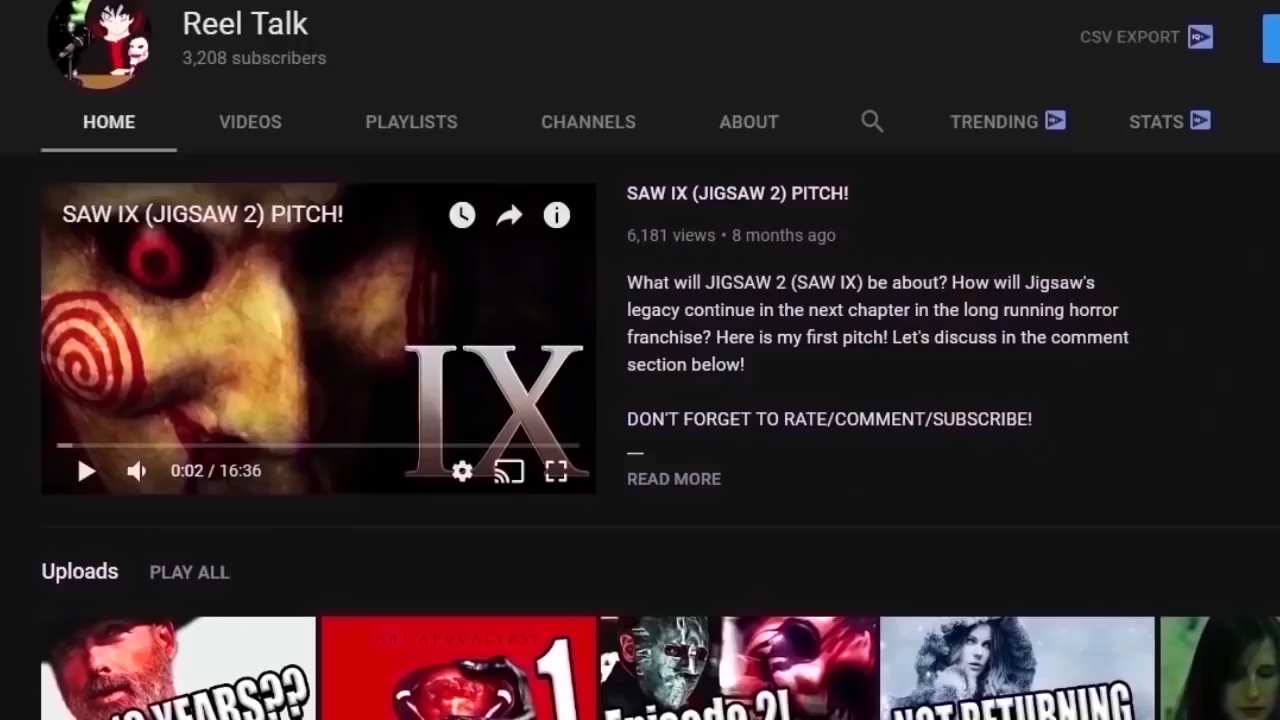 Reel Talk
3,208 subscribers
CSV EXPORT
HOME VIDEOS PLAYLISTS CHANNELS ABOUT TRENDING STATS
SAW IX (JIGSAW 2) PITCH!
IX
0:02 / 16:36
SAW IX (JIGSAW 2) PITCH!
6,181 views • 8 months ago
What will JIGSAW 2 (SAW IX) be about? How will Jigsaw's
legacy continue in the next chapter in the long running horror
franchise? Here is my first pitch! Let's discuss in the comment
section below!
DON'T FORGET TO RATE/COMMENT/SUBSCRIBE!
—
READ MORE
Uploads PLAY ALL
YEARS??
1
Episode 2!
NOT RETURNING